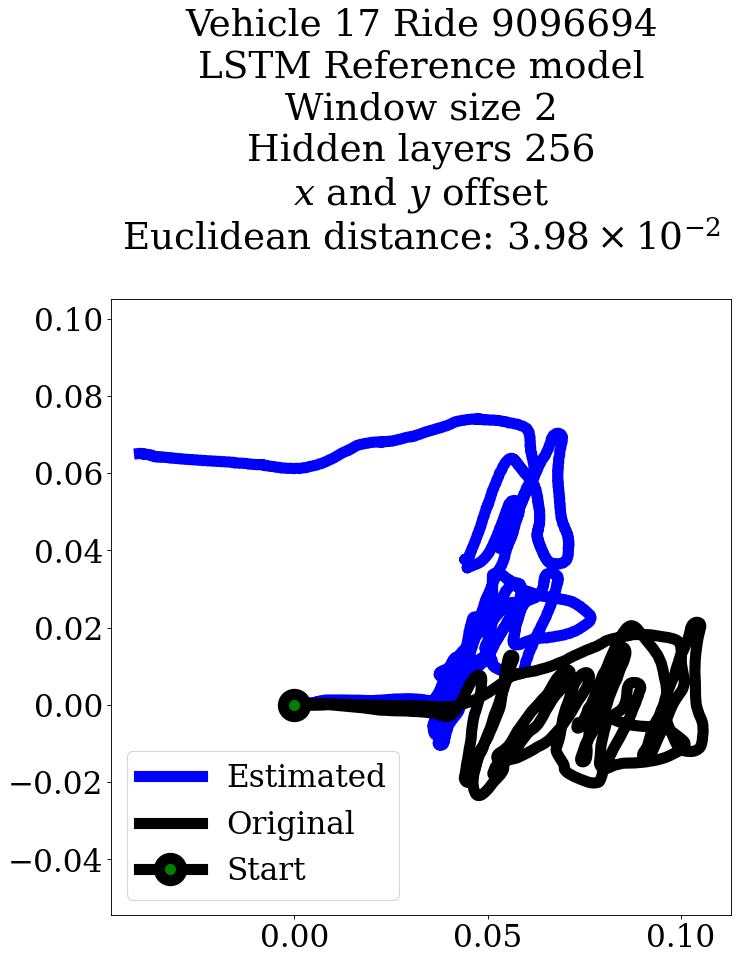 Vehicle 17 Ride 9096694
LSTM Reference model
Window size 2
Hidden layers 256
x and y offset
Euclidean distance: 3.98 × 10⁻²
0.10
0.08
0.06
0.04
0.02
0.00
−0.02
−0.04
Estimated
Original
Start
0.00 0.05 0.10